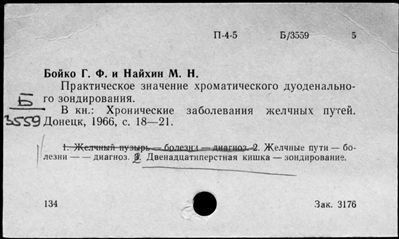 П-4-5 Б/3559 5
Бойко Г. Ф. и Найхин М. Н.
Практическое значение хроматического дуоденально-
го зондирования.
Б
3559
В кн.: Хронические заболевания желчных путей.
Донецк, 1966, с. 18—21.
1. Желчный пузырь — болезни — диагноз. 2. Желчные пути — бо-
лезни — — диагноз. 3. Двенадцатиперстная кишка — зондирование.
134 Зак. 3176